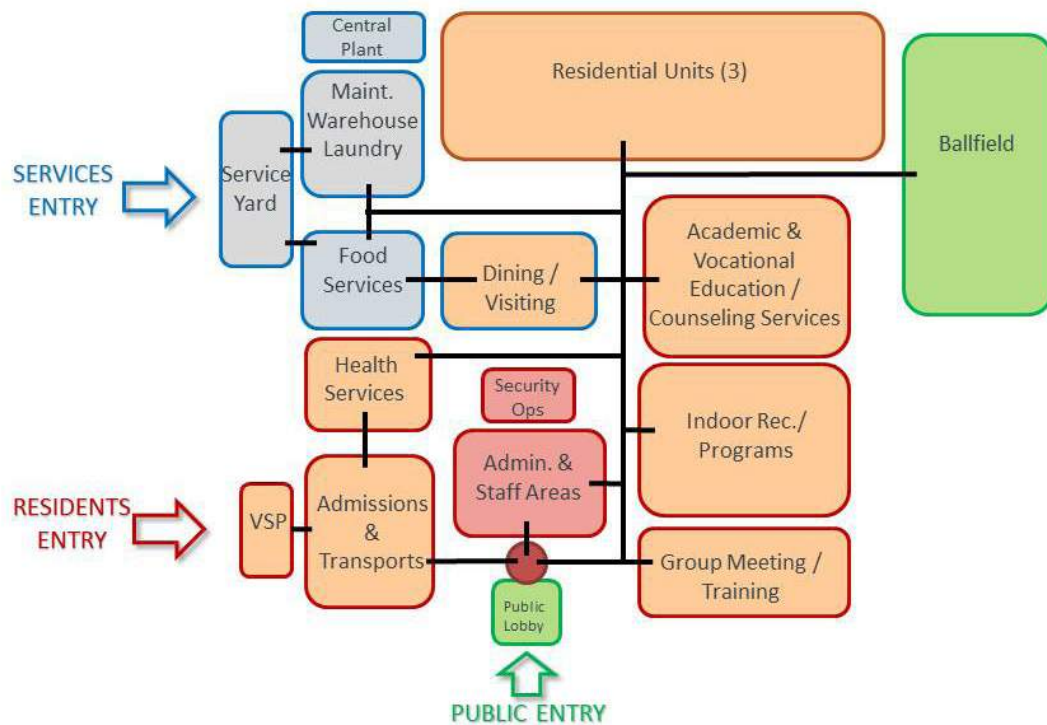 Central
Plant
Residential Units (3)
Maint.
Warehouse
Laundry
Ballfield
SERVICES
ENTRY
Service
Yard
Food
Services
Dining /
Visiting
Academic &
Vocational
Education /
Counseling Services
Health
Services
Security
Ops
Indoor Rec./
Programs
Admin. &
Staff Areas
RESIDENTS
ENTRY
VSP
Admissions
&
Transports
Group Meeting /
Training
Public
Lobby
PUBLIC ENTRY